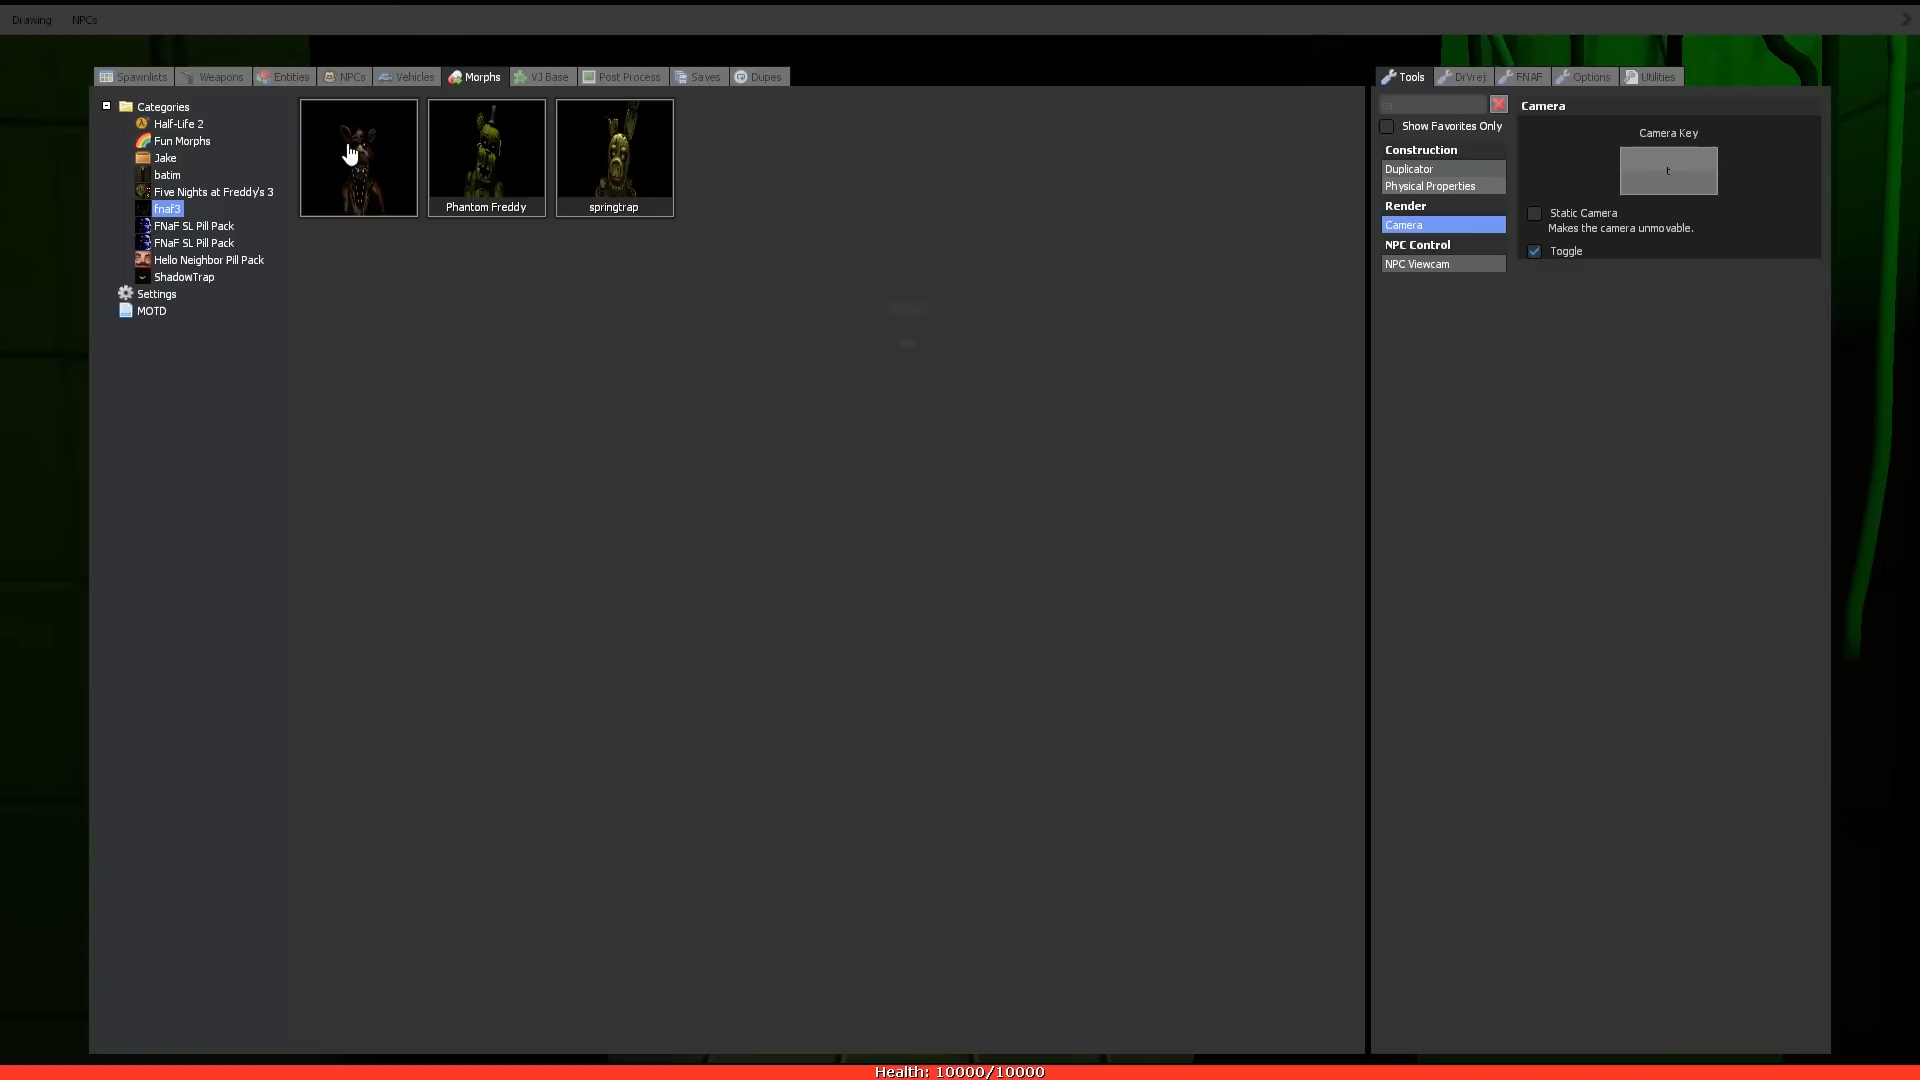 Drawing NPCs
Spawnlists Weapons Entities NPCs Vehicles Morphs VJ Base Post Process Saves Dupes
Categories
Half-Life 2
Fun Morphs
Jake
batim
Five Nights at Freddy's 3
fnaf3
FNaF SL Pill Pack
FNaF SL Pill Pack
Hello Neighbor Pill Pack
ShadowTrap
Settings
MOTD
Phantom Freddy
springtrap
Tools DrVrej FNAF Options Utilities
Show Favorites Only
Construction
Duplicator
Physical Properties
Render
Camera
NPC Control
NPC Viewcam
Camera
Camera Key
t
Static Camera
Makes the camera unmovable.
Toggle
Health: 10000/10000